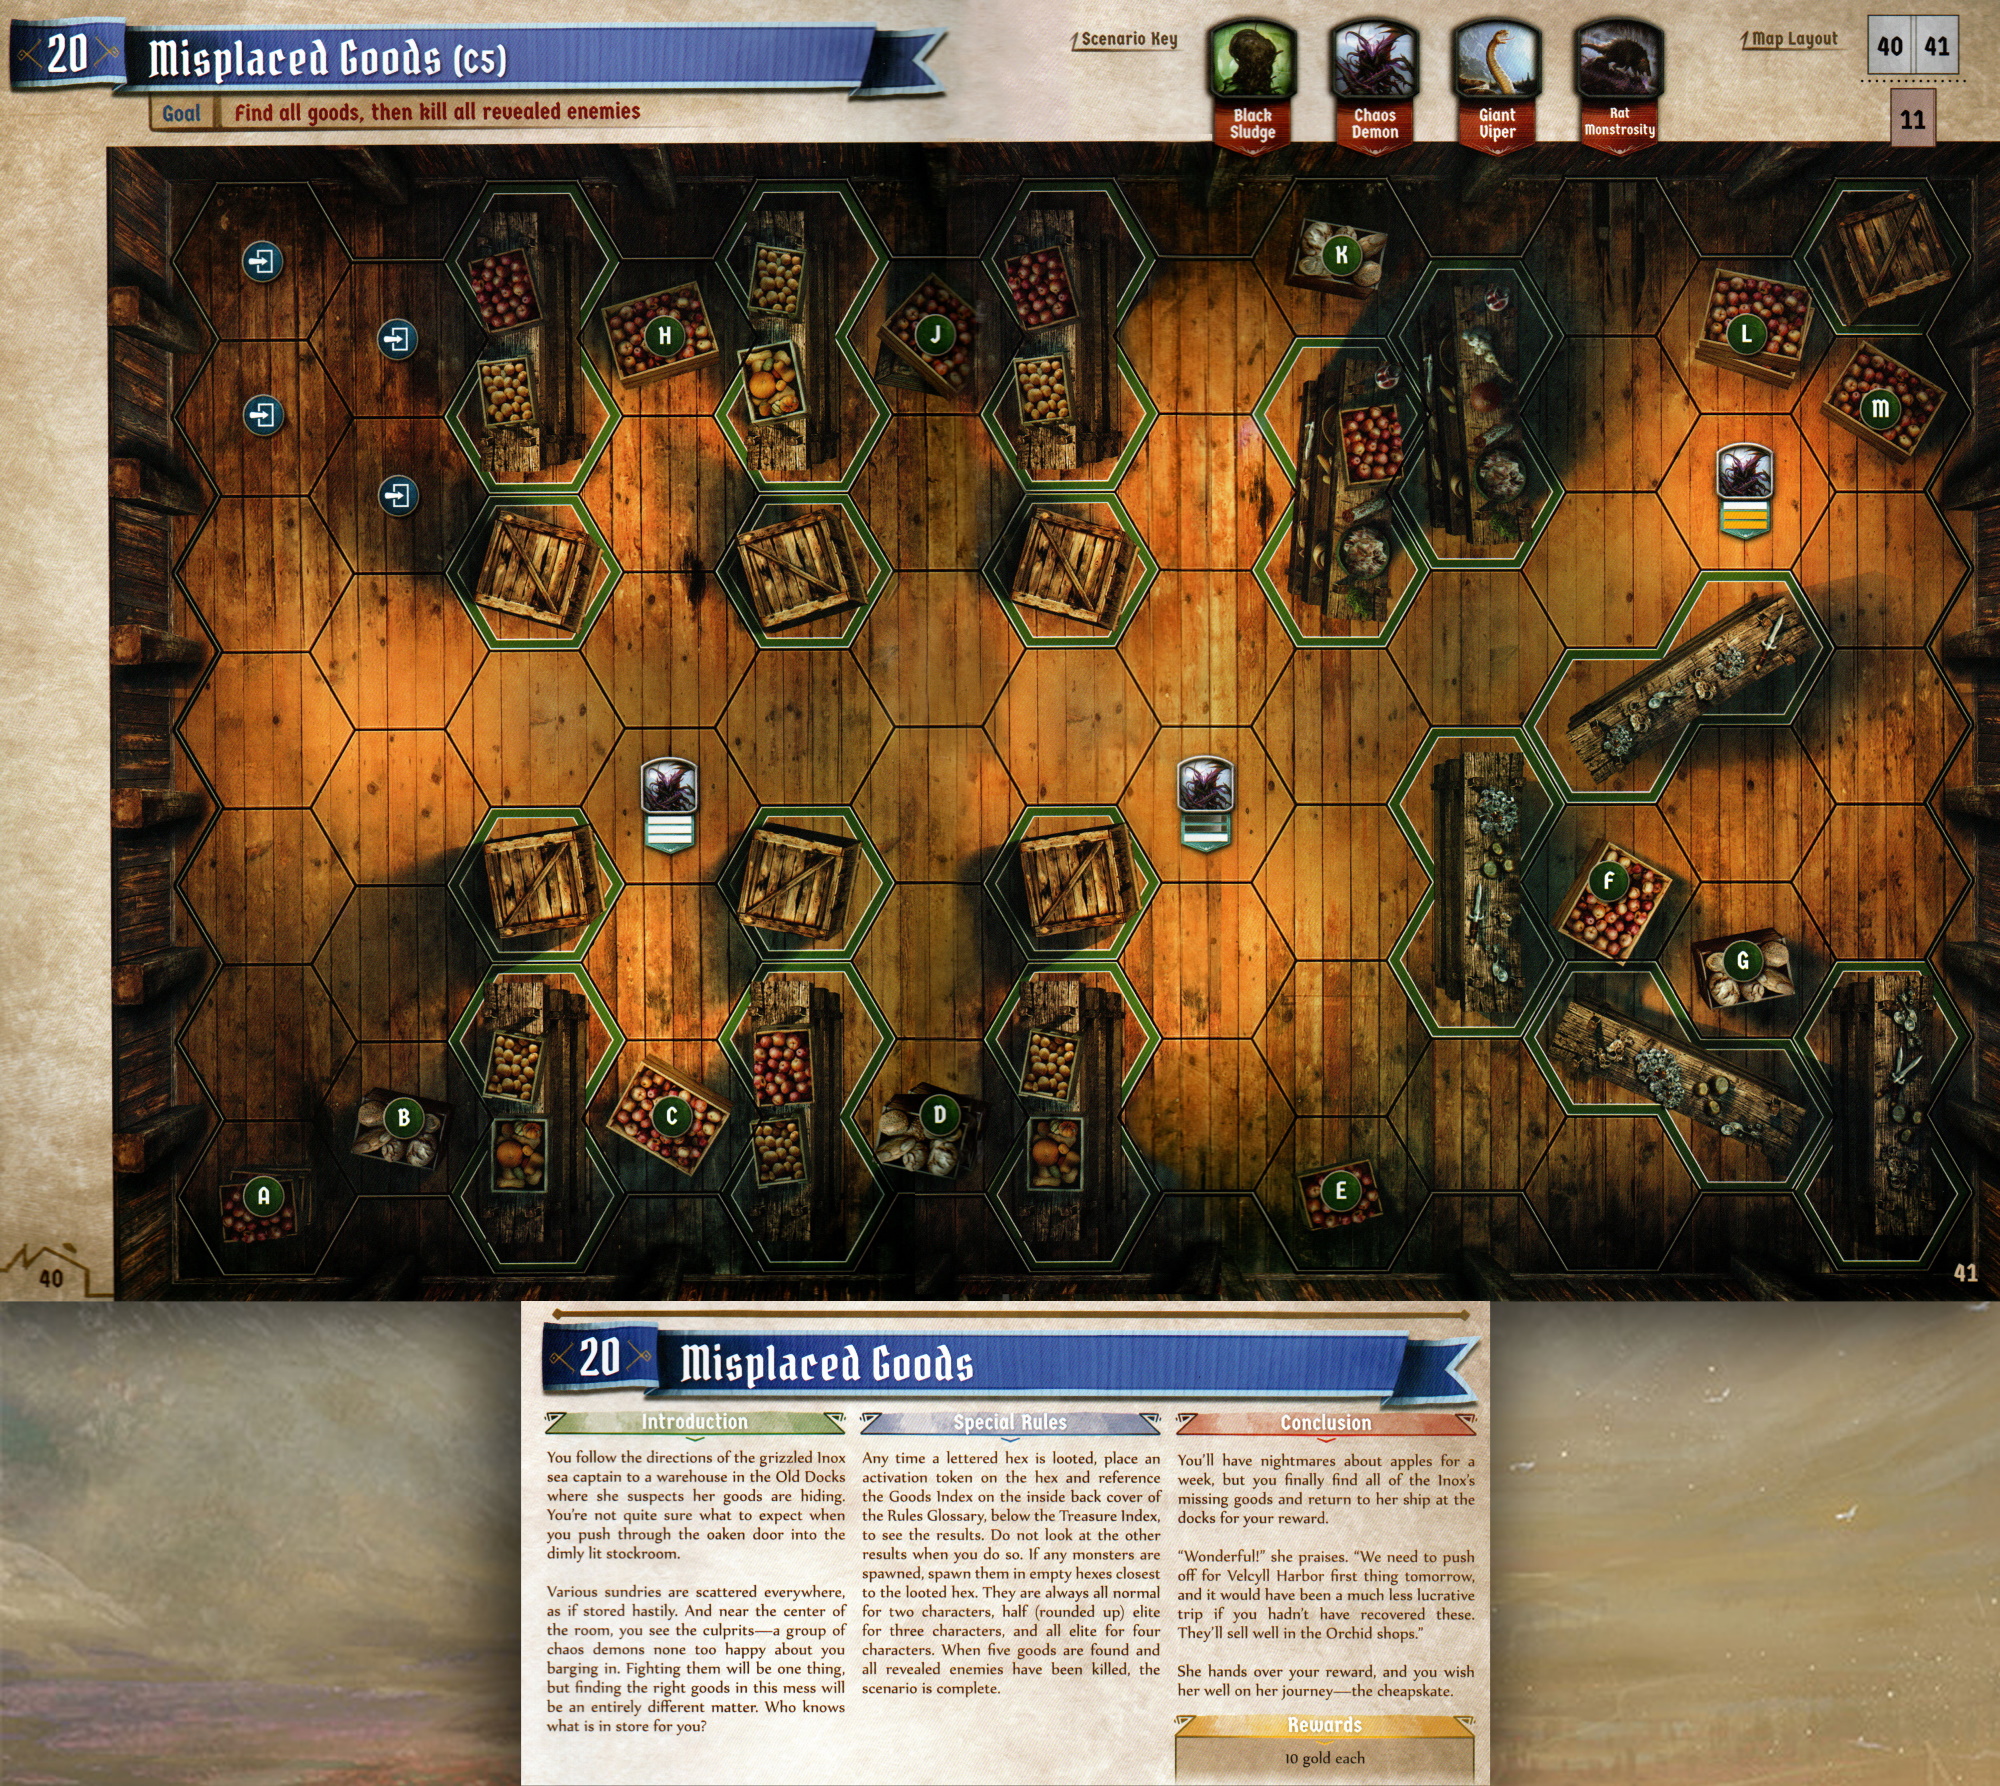 20
Misplaced Goods (C5)
Goal
Find all goods, then kill all revealed enemies
Scenario Key
Black
Sludge
Chaos
Demon
Giant
Viper
Rat
Monstrosity
Map Layout
40 41
11
K
H
J
L
M
F
G
B
C
D
A
E
40
41
20
Misplaced Goods
Introduction
You follow the directions of the grizzled Inox
sea captain to a warehouse in the Old Docks
where she suspects her goods are hiding.
You're not quite sure what to expect when
you push through the oaken door into the
dimly lit stockroom.
Various sundries are scattered everywhere,
as if stored hastily. And near the center of
the room, you see the culprits—a group of
chaos demons none too happy about you
barging in. Fighting them will be one thing,
but finding the right goods in this mess will
be an entirely different matter. Who knows
what is in store for you?
Special Rules
Any time a lettered hex is looted, place an
activation token on the hex and reference
the Goods Index on the inside back cover of
the Rules Glossary, below the Treasure Index,
to see the results. Do not look at the other
results when you do so. If any monsters are
spawned, spawn them in empty hexes closest
to the looted hex. They are always all normal
for two characters, half (rounded up) elite
for three characters, and all elite for four
characters. When five goods are found and
all revealed enemies have been killed, the
scenario is complete.
Conclusion
You'll have nightmares about apples for a
week, but you finally find all of the Inox's
missing goods and return to her ship at the
docks for your reward.
"Wonderful!" she praises. "We need to push
off for Velcyll Harbor first thing tomorrow,
and it would have been a much less lucrative
trip if you hadn't have recovered these.
They'll sell well in the Orchid shops."
She hands over your reward, and you wish
her well on her journey—the cheapskate.
Rewards
10 gold each